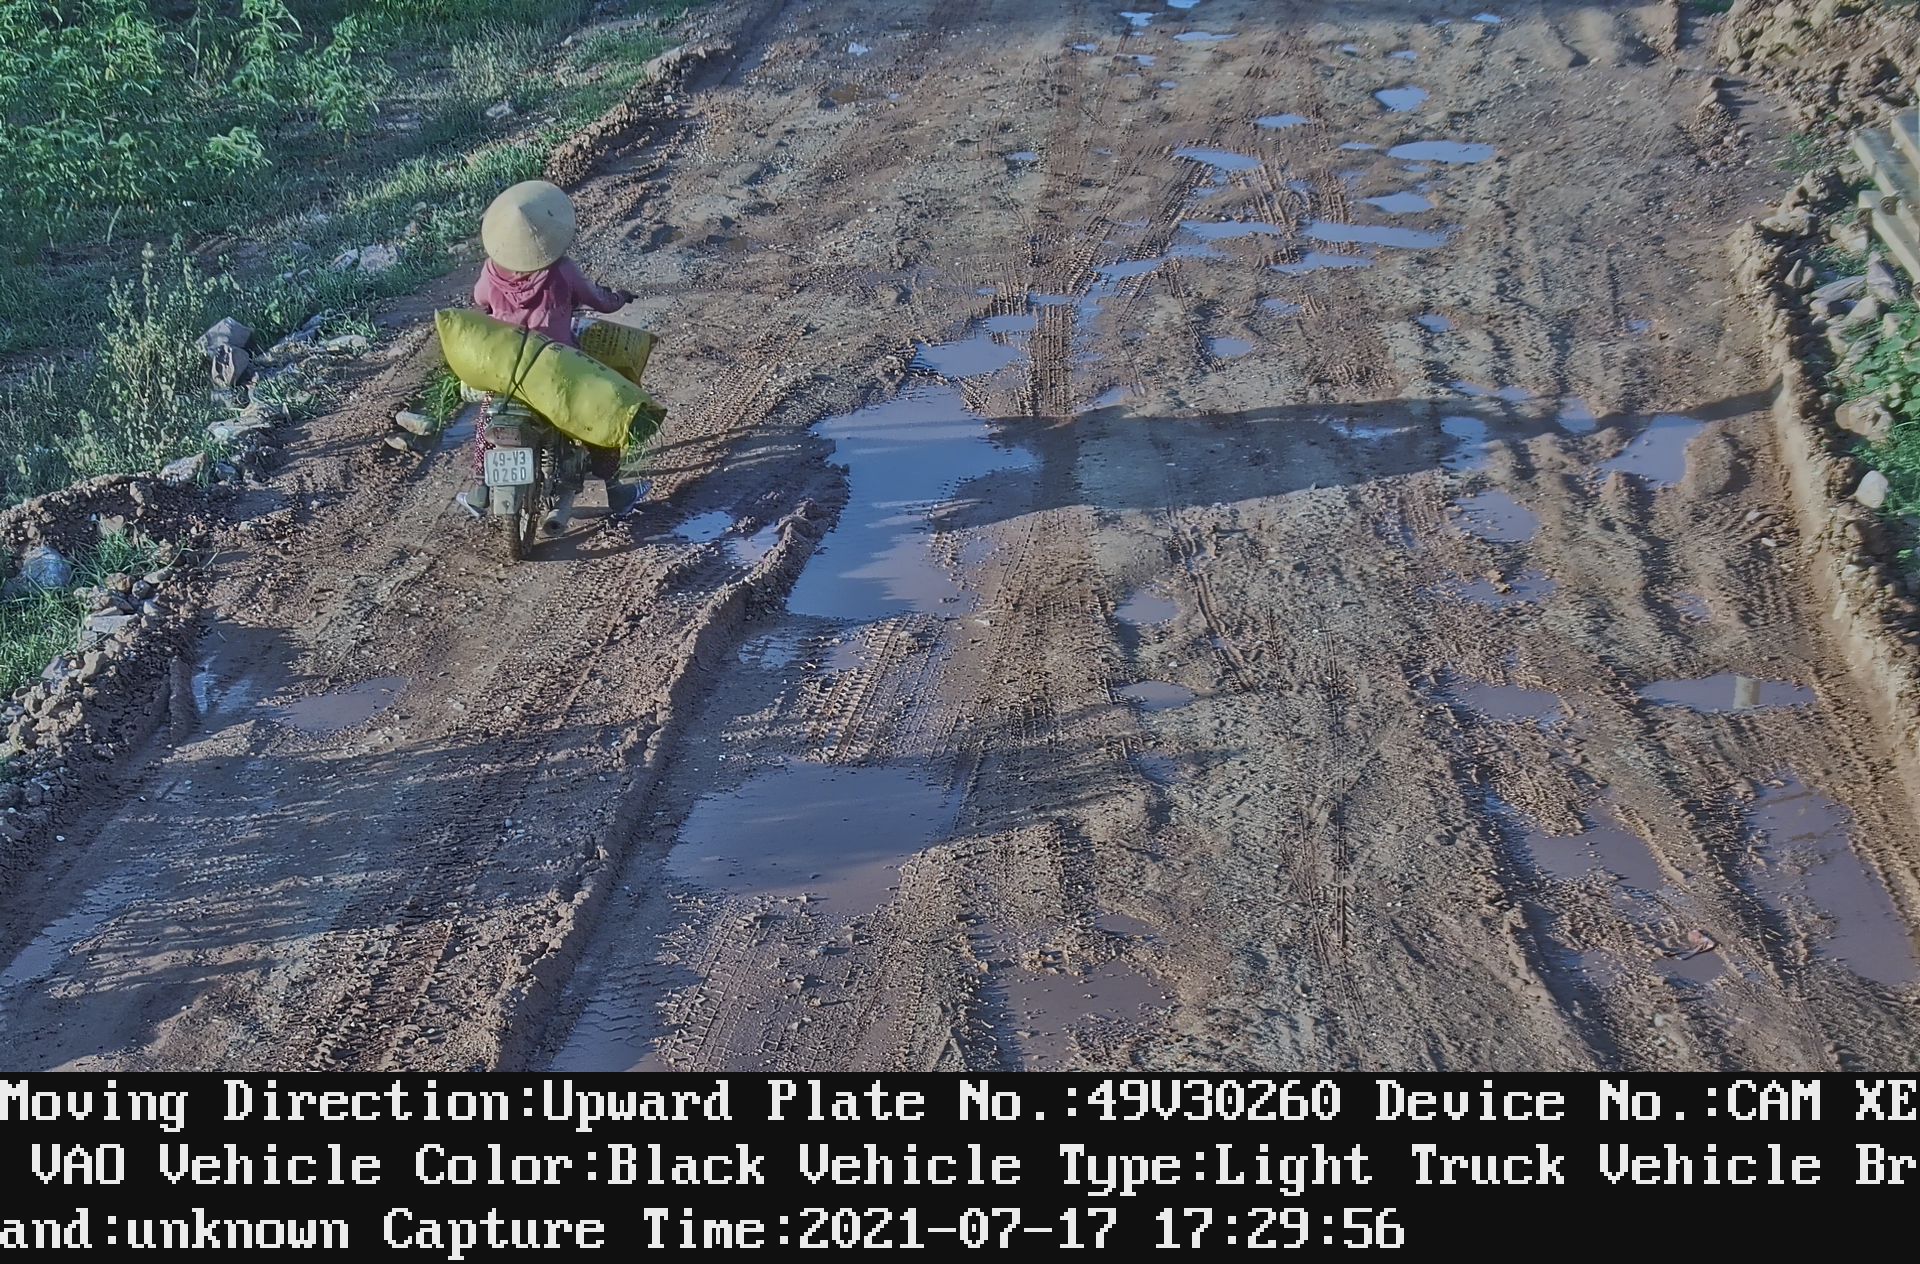 49-V3
0260
Moving Direction:Upward Plate No.:49V30260 Device No.:CAM XE
VAO Vehicle Color:Black Vehicle Type:Light Truck Vehicle Br
and:unknown Capture Time:2021-07-17 17:29:56